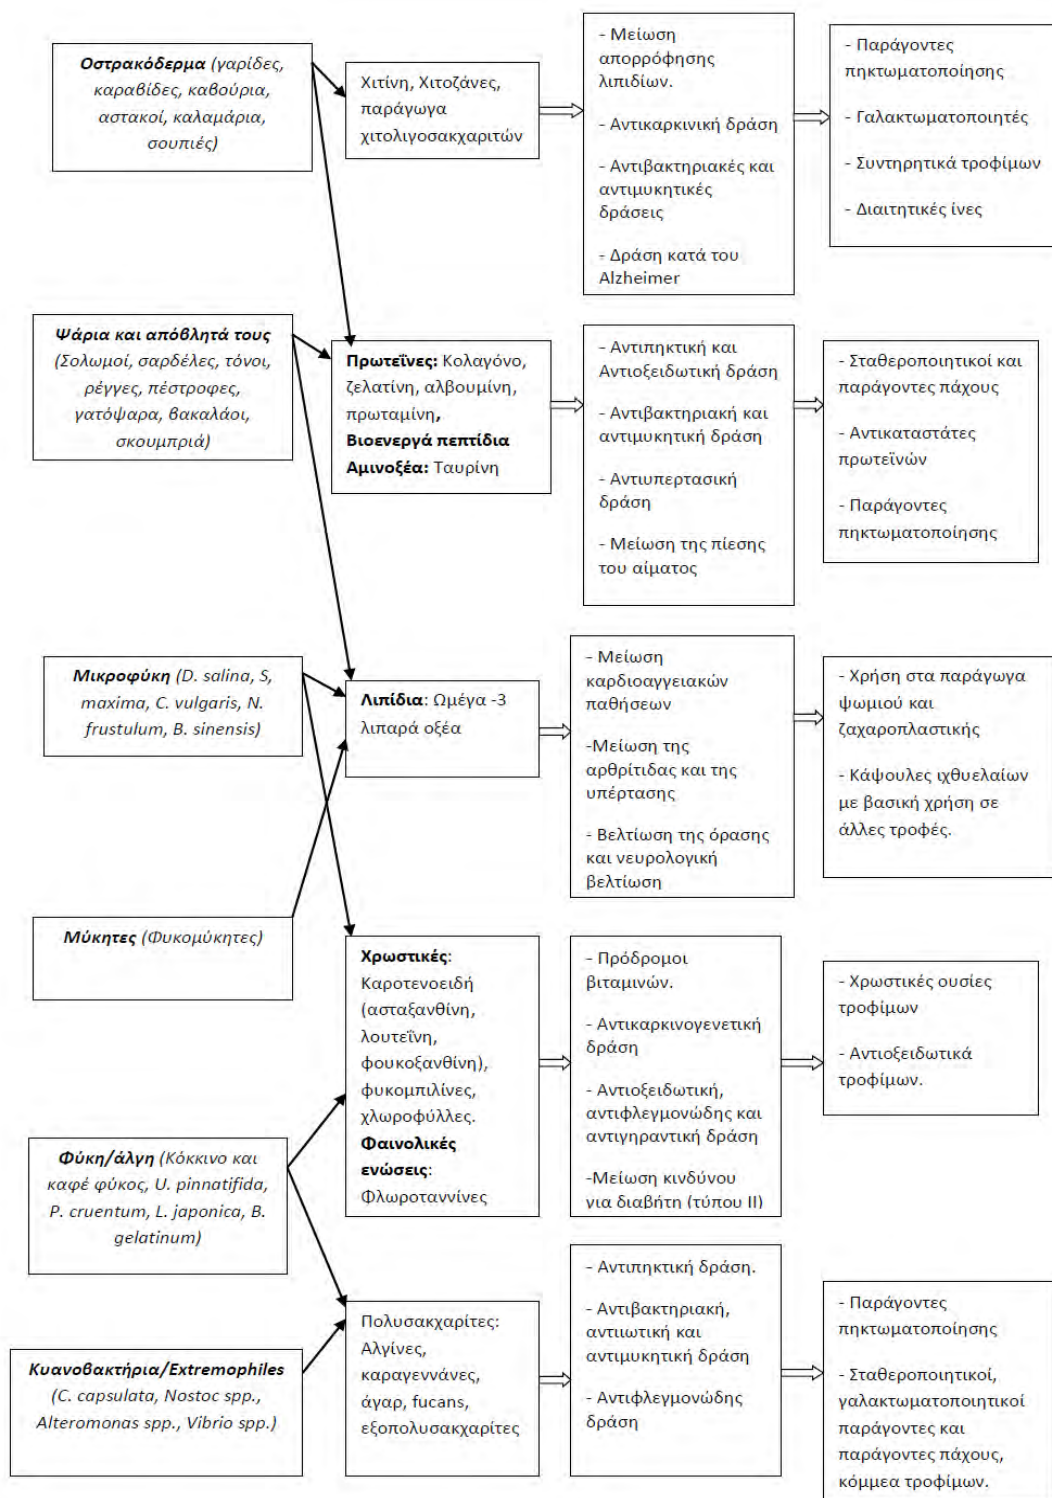 Οστρακόδερμα (γαρίδες,
καραβίδες, καβούρια,
αστακοί, καλαμάρια,
σουπιές)
Χιτίνη, Χιτοζάνες,
παράγωγα
χιτολιγοσακχαριτών
- Μείωση
απορρόφησης
λιπιδίων.
- Αντικαρκινική δράση
- Αντιβακτηριακές και
αντιμυκητικές
δράσεις
- Δράση κατά του
Alzheimer
- Παράγοντες
πηκτωματοποίησης
- Γαλακτωματοποιητές
- Συντηρητικά τροφίμων
- Διαιτητικές ίνες
Ψάρια και απόβλητά τους
(Σολωμοί, σαρδέλες, τόνοι,
ρέγγες, πέστροφες,
γατόψαρα, βακαλάοι,
σκουμπριά)
Πρωτεΐνες: Κολαγόνο,
ζελατίνη, αλβουμίνη,
πρωταμίνη,
Βιοενεργά πεπτίδια
Αμινοξέα: Ταυρίνη
- Αντιπηκτική και
Αντιοξειδωτική δράση
- Αντιβακτηριακή και
αντιμυκητική δράση
- Αντιυπερτασική
δράση
- Μείωση της πίεσης
του αίματος
- Σταθεροποιητικοί και
παράγοντες πάχους
- Αντικαταστάτες
πρωτεϊνών
- Παράγοντες
πηκτωματοποίησης
Μικροφύκη (D. salina, S,
maxima, C. vulgaris, N.
frustulum, B. sinensis)
Λιπίδια: Ωμέγα -3
λιπαρά οξέα
- Μείωση
καρδιοαγγειακών
παθήσεων
-Μείωση της
αρθρίτιδας και της
υπέρτασης
- Βελτίωση της όρασης
και νευρολογική
βελτίωση
- Χρήση στα παράγωγα
ψωμιού και
ζαχαροπλαστικής
- Κάψουλες ιχθυελαίων
με βασική χρήση σε
άλλες τροφές.
Μύκητες (Φυκομύκητες)
Χρωστικές:
Καροτενοειδή
(ασταξανθίνη,
λουτεΐνη,
φουκοξανθίνη),
φυκομπιλίνες,
χλωροφύλλες.
Φαινολικές
ενώσεις:
Φλωροταννίνες
- Πρόδρομοι
βιταμινών.
- Αντικαρκινογενετική
δράση
- Αντιοξειδωτική,
αντιφλεγμονώδης και
αντιγηραντική δράση
-Μείωση κινδύνου
για διαβήτη (τύπου II)
- Χρωστικές ουσίες
τροφίμων
- Αντιοξειδωτικά
τροφίμων.
Φύκη/άλγη (Κόκκινο και
καφέ φύκος, U. pinnatifida,
P. cruentum, L. japonica, B.
gelatinum)
Κυανοβακτήρια/Extremophiles
(C. capsulata, Nostoc spp.,
Alteromonas spp., Vibrio spp.)
Πολυσακχαρίτες:
Αλγίνες,
καραγεννάνες,
άγαρ, fucans,
εξοπολυσακχαρίτες
- Αντιπηκτική δράση.
- Αντιβακτηριακή,
αντιιωτική και
αντιμυκητική δράση
- Αντιφλεγμονώδης
δράση
- Παράγοντες
πηκτωματοποίησης
- Σταθεροποιητικοί,
γαλακτωματοποιητικοί
παράγοντες και
παράγοντες πάχους,
κόμμεα τροφίμων.